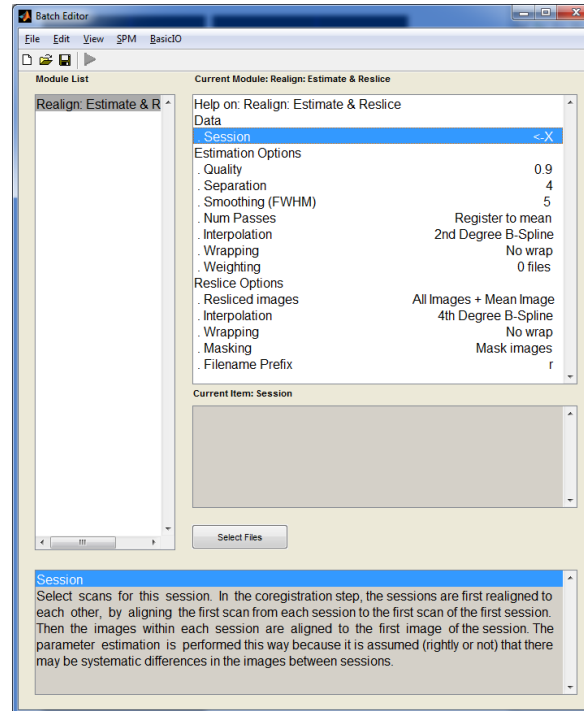 Batch Editor
File Edit View SPM BasicIO
Module List
Current Module: Realign: Estimate & Reslice
Realign: Estimate & R
Help on: Realign: Estimate & Reslice
Data
. Session <-X
Estimation Options
. Quality 0.9
. Separation 4
. Smoothing (FWHM) 5
. Num Passes Register to mean
. Interpolation 2nd Degree B-Spline
. Wrapping No wrap
. Weighting 0 files
Reslice Options
. Resliced images All Images + Mean Image
. Interpolation 4th Degree B-Spline
. Wrapping No wrap
. Masking Mask images
. Filename Prefix r
Current Item: Session
Select Files
Session
Select scans for this session. In the coregistration step, the sessions are first realigned to
each other, by aligning the first scan from each session to the first scan of the first session.
Then the images within each session are aligned to the first image of the session. The
parameter estimation is performed this way because it is assumed (rightly or not) that there
may be systematic differences in the images between sessions.